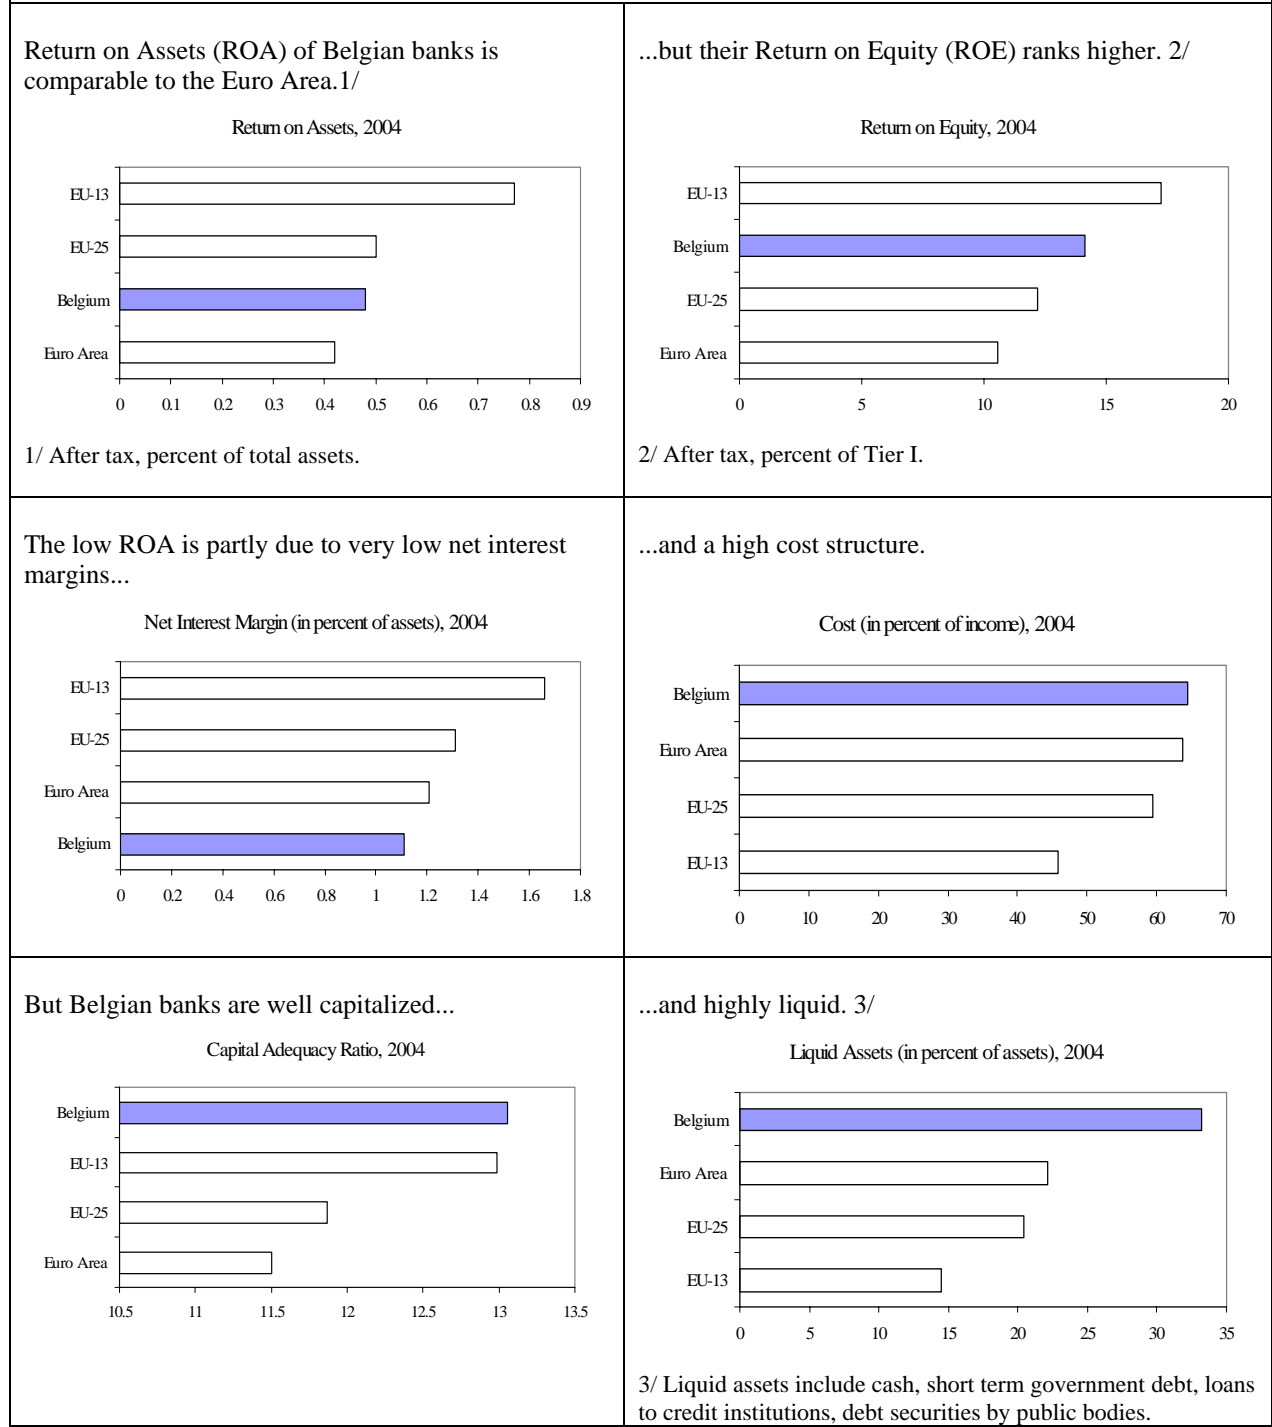 Return on Assets (ROA) of Belgian banks is
comparable to the Euro Area.1/
Return on Assets, 2004
EU-13
EU-25
Belgium
Euro Area
0 0.1 0.2 0.3 0.4 0.5 0.6 0.7 0.8 0.9
1/ After tax, percent of total assets.
...but their Return on Equity (ROE) ranks higher. 2/
Return on Equity, 2004
EU-13
Belgium
EU-25
Euro Area
0 5 10 15 20
2/ After tax, percent of Tier I.
The low ROA is partly due to very low net interest
margins...
Net Interest Margin (in percent of assets), 2004
EU-13
EU-25
Euro Area
Belgium
0 0.2 0.4 0.6 0.8 1 1.2 1.4 1.6 1.8
...and a high cost structure.
Cost (in percent of income), 2004
Belgium
Euro Area
EU-25
EU-13
0 10 20 30 40 50 60 70
But Belgian banks are well capitalized...
Capital Adequacy Ratio, 2004
Belgium
EU-13
EU-25
Euro Area
10.5 11 11.5 12 12.5 13 13.5
...and highly liquid. 3/
Liquid Assets (in percent of assets), 2004
Belgium
Euro Area
EU-25
EU-13
0 5 10 15 20 25 30 35
3/ Liquid assets include cash, short term government debt, loans
to credit institutions, debt securities by public bodies.